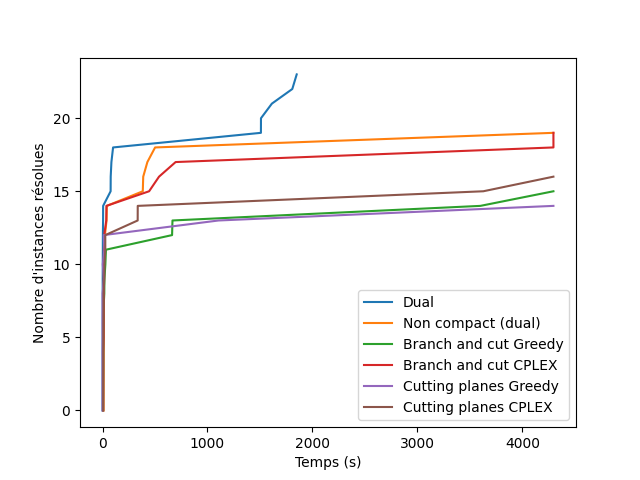 20
15
10
5
0
Nombre d'instances résolues
Dual
Non compact (dual)
Branch and cut Greedy
Branch and cut CPLEX
Cutting planes Greedy
Cutting planes CPLEX
0 1000 2000 3000 4000
Temps (s)